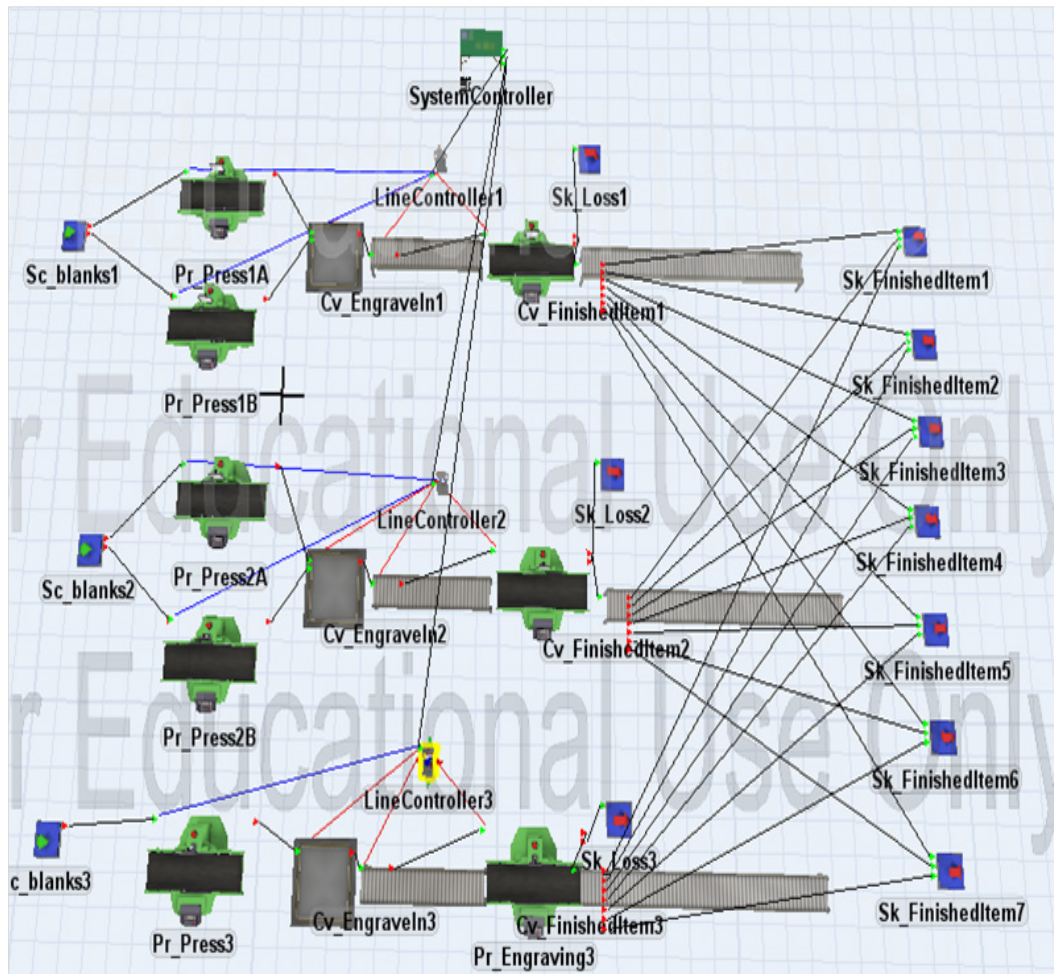 SystemController
LineController1
Sk_Loss1
Sc_blanks1
Pr_Press1A
Cv_EngraveIn1
Cv_FinishedItem1
Sk_FinishedItem1
Sk_FinishedItem2
Pr_Press1B
Sk_FinishedItem3
r Educational Use Only
LineController2
Sk_Loss2
Sk_FinishedItem4
Sc_blanks2
Pr_Press2A
Cv_EngraveIn2
Cv_FinishedItem2
Sk_FinishedItem5
Pr_Press2B
r Educational Use Only
Sk_FinishedItem6
LineController3
Sk_Loss3
c_blanks3
Cv_EngraveIn3
Cv_FinishedItem3
Sk_FinishedItem7
Pr_Press3
Pr_Engraving3